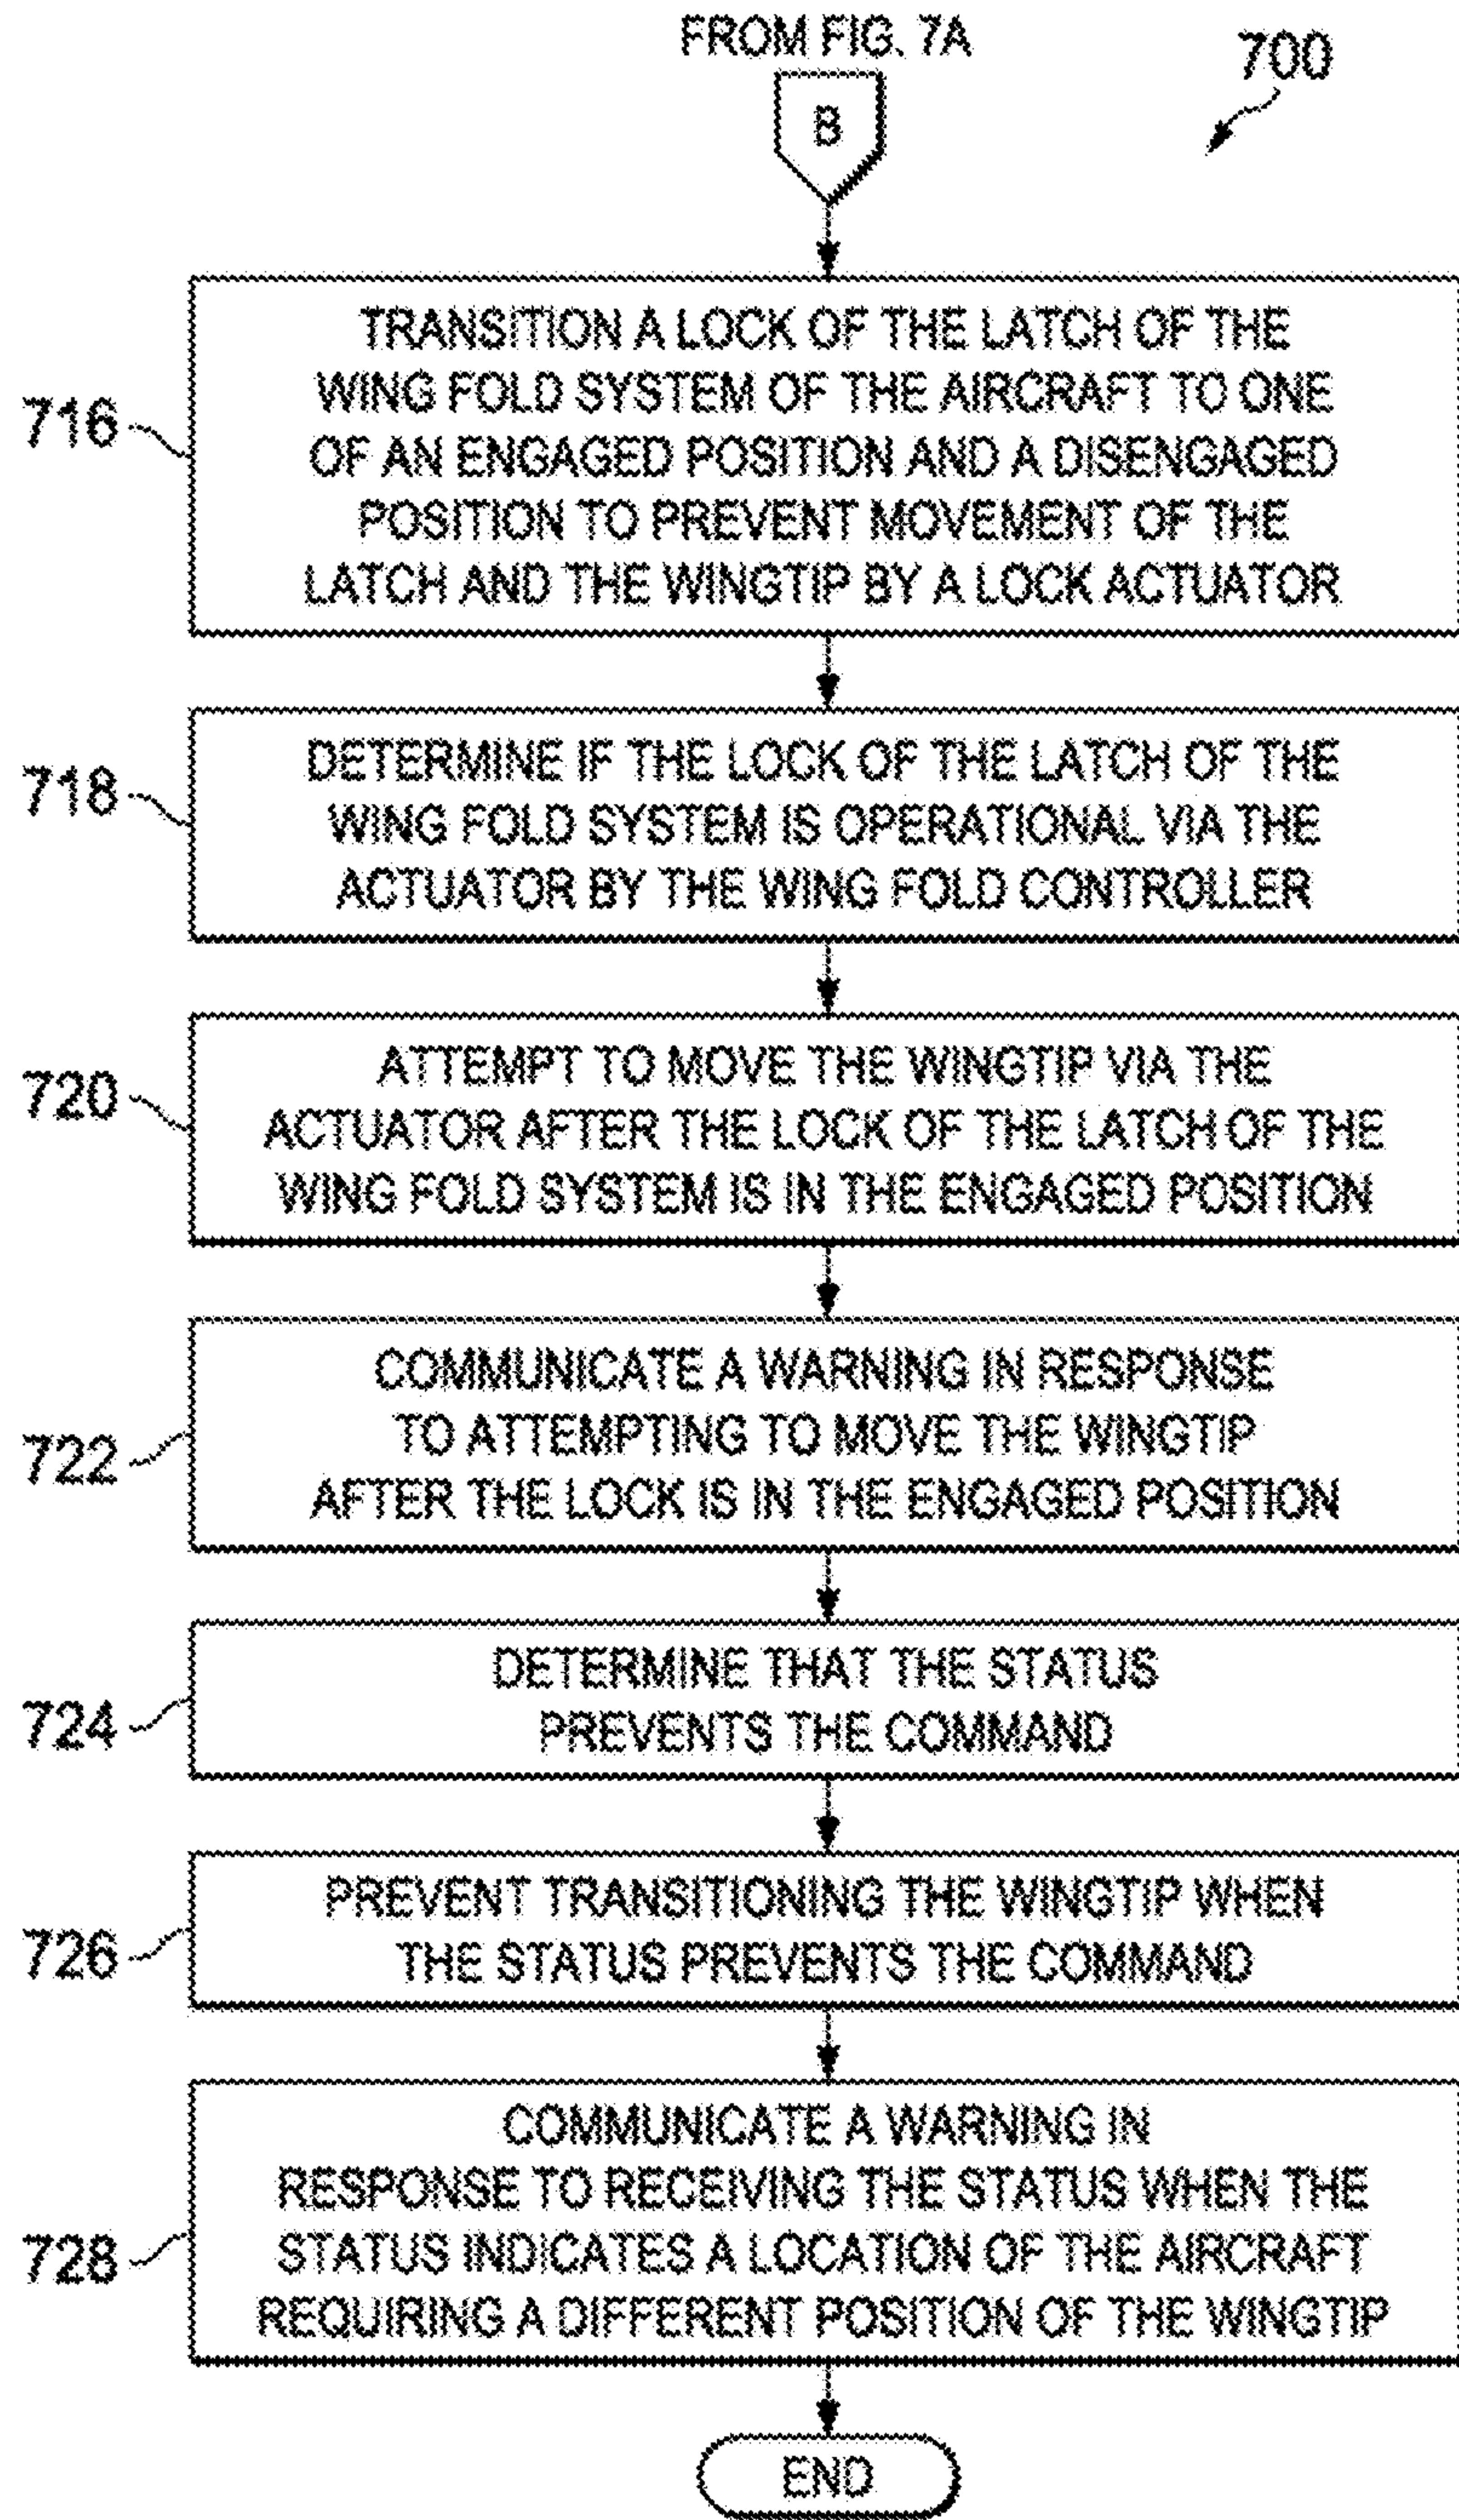 FROM FIG. 7A
700
B
716
TRANSITION A LOCK OF THE LATCH OF THE
WING FOLD SYSTEM OF THE AIRCRAFT TO ONE
OF AN ENGAGED POSITION AND A DISENGAGED
POSITION TO PREVENT MOVEMENT OF THE
LATCH AND THE WINGTIP BY A LOCK ACTUATOR
718
DETERMINE IF THE LOCK OF THE LATCH OF THE
WING FOLD SYSTEM IS OPERATIONAL VIA THE
ACTUATOR BY THE WING FOLD CONTROLLER
720
ATTEMPT TO MOVE THE WINGTIP VIA THE
ACTUATOR AFTER THE LOCK OF THE LATCH OF THE
WING FOLD SYSTEM IS IN THE ENGAGED POSITION
722
COMMUNICATE A WARNING IN RESPONSE
TO ATTEMPTING TO MOVE THE WINGTIP
AFTER THE LOCK IS IN THE ENGAGED POSITION
724
DETERMINE THAT THE STATUS
PREVENTS THE COMMAND
726
PREVENT TRANSITIONING THE WINGTIP WHEN
THE STATUS PREVENTS THE COMMAND
728
COMMUNICATE A WARNING IN
RESPONSE TO RECEIVING THE STATUS WHEN THE
STATUS INDICATES A LOCATION OF THE AIRCRAFT
REQUIRING A DIFFERENT POSITION OF THE WINGTIP
END